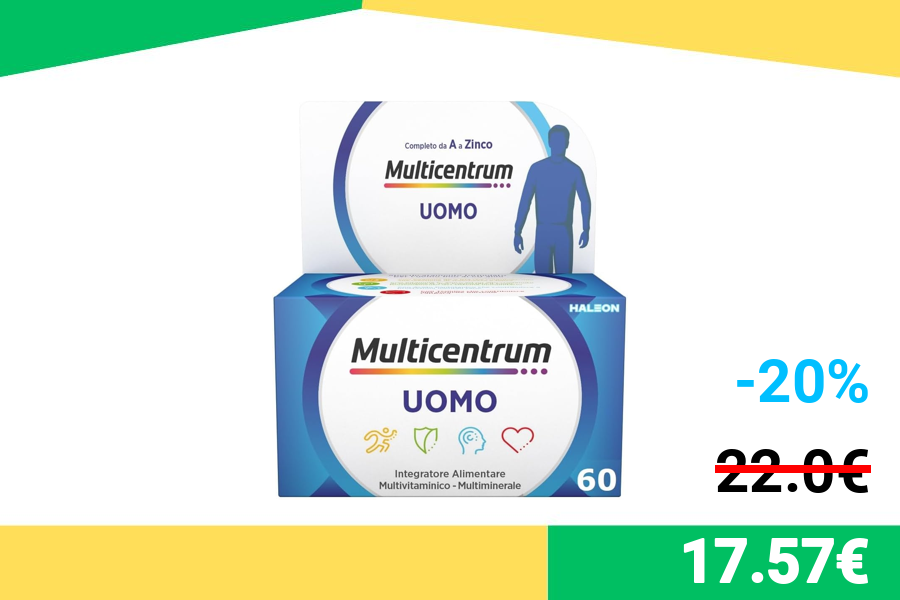 Completo da A a Zinco
Multicentrum
UOMO
HALEON
Multicentrum
UOMO
Integratore Alimentare
Multivitaminico - Multiminerale
60
-20%
22.0€
17.57€